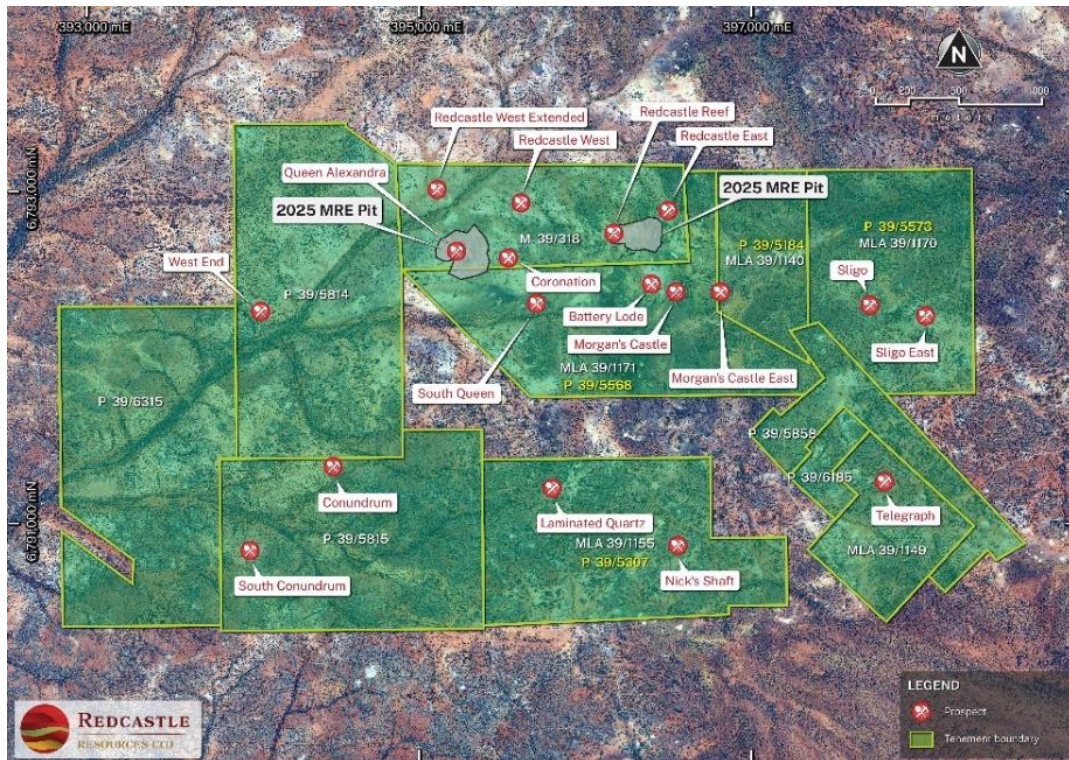 393,000 mE
395,000 mE
397,000 mE
N
0 200
Redcastle West Extended
Redcastle Reef
Redcastle West
Redcastle East
6,793,000 mN
Queen Alexandra
2025 MRE Pit
2025 MRE Pit
P 39/5573
MLA 39/1170
M 39/318
P 39/5184
MLA 39/1140
West End
Coronation
Sligo
P 39/5814
Battery Lode
Morgan's Castle
Sligo East
MLA 39/1171
P 39/5568
Morgan's Castle East
South Queen
P 39/6315
P 39/5858
P 39/6185
Conundrum
Laminated Quartz
Telegraph
6,791,000 mN
P 39/5815
MLA 39/1155
P 39/5307
MLA 39/1149
South Conundrum
Nick's Shaft
LEGEND
Prospect
Tenement boundary
REDCASTLE
RESOURCES LTD